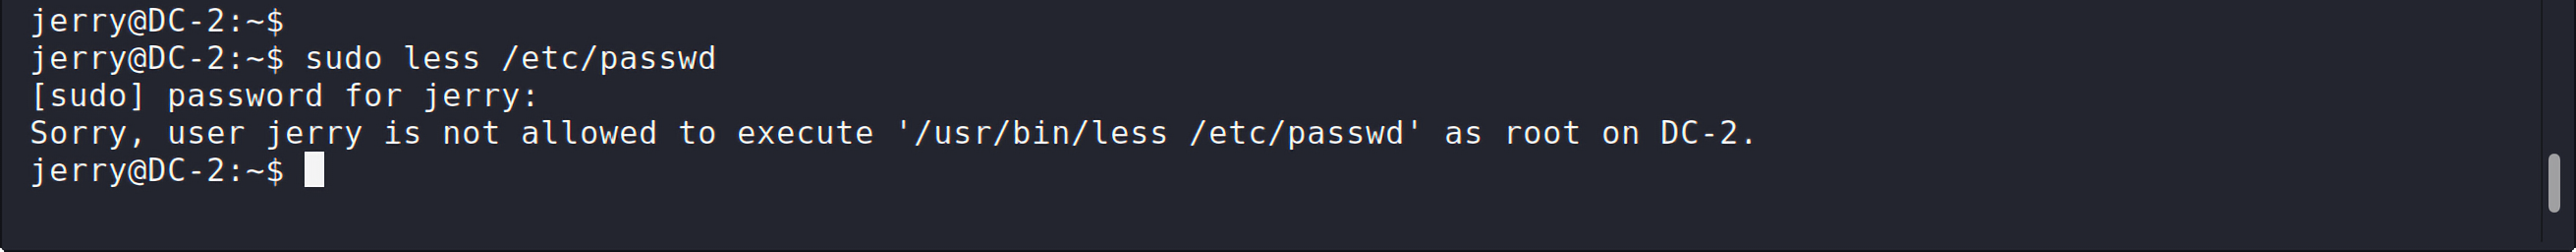 jerry@DC-2:~$
jerry@DC-2:~$ sudo less /etc/passwd
[sudo] password for jerry:
Sorry, user jerry is not allowed to execute '/usr/bin/less /etc/passwd' as root on DC-2.
jerry@DC-2:~$